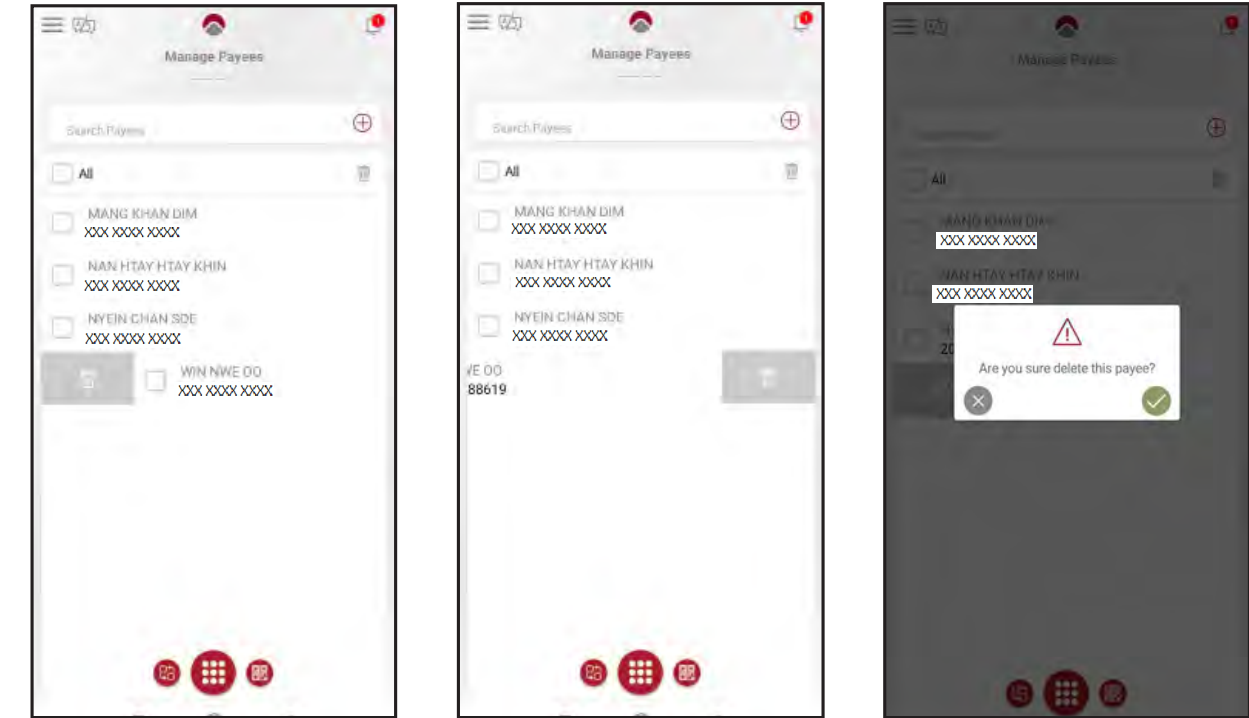 Manage Payees
Search Payees
All
MANG KHAN DIM
XXX XXXX XXXX
NAN HTAY HTAY KHIN
XXX XXXX XXXX
NYEIN CHAN SOE
XXX XXXX XXXX
WIN NWE OO
XXX XXXX XXXX
Manage Payees
Search Payees
All
MANG KHAN DIM
XXX XXXX XXXX
NAN HTAY HTAY KHIN
XXX XXXX XXXX
NYEIN CHAN SOE
XXX XXXX XXXX
VE OO
88619
Manage Payees
All
MANG KHAN DIM
XXX XXXX XXXX
NAN HTAY HTAY KHIN
XXX XXXX XXXX
20
Are you sure delete this payee?